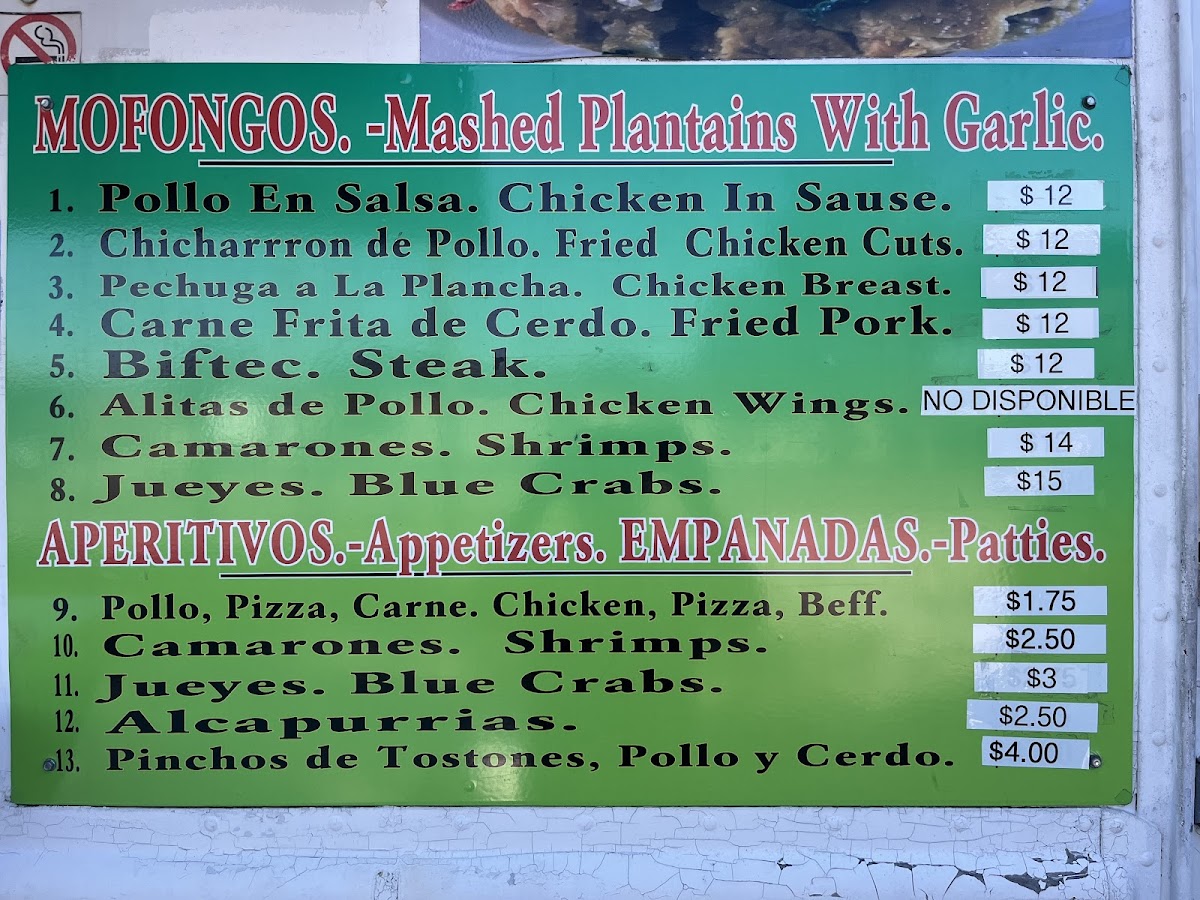 MOFONGOS. -Mashed Plantains With Garlic.
1. Pollo En Salsa. Chicken In Sause. $ 12
2. Chicharrron de Pollo. Fried Chicken Cuts. $ 12
3. Pechuga a La Plancha. Chicken Breast. $ 12
4. Carne Frita de Cerdo. Fried Pork. $ 12
5. Biftec. Steak. $ 12
6. Alitas de Pollo. Chicken Wings. NO DISPONIBLE
7. Camarones. Shrimps. $ 14
8. Jueyes. Blue Crabs. $15
APERITIVOS.-Appetizers. EMPANADAS.-Patties.
9. Pollo, Pizza, Carne. Chicken, Pizza, Beff. $1.75
10. Camarones. Shrimps. $2.50
11. Jueyes. Blue Crabs. $3
12. Alcapurrias. $2.50
13. Pinchos de Tostones, Pollo y Cerdo. $4.00